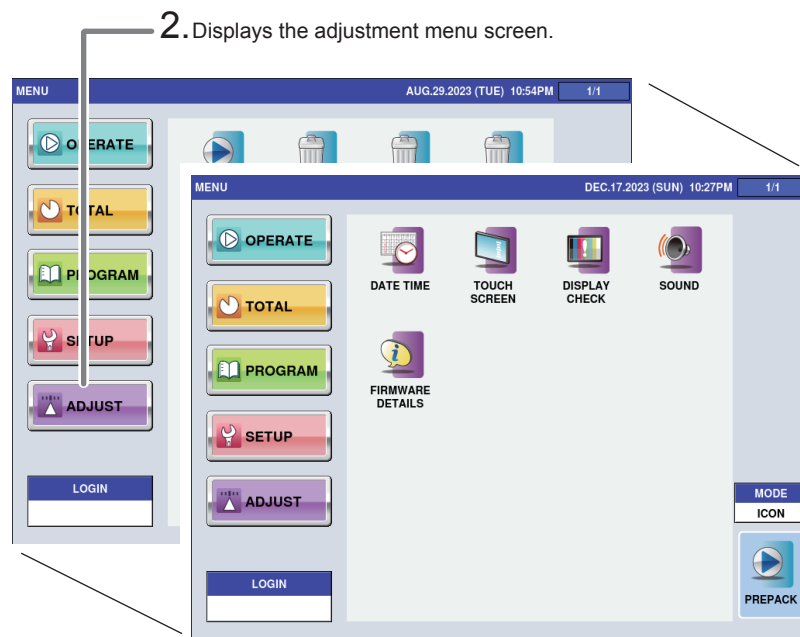 2. Displays the adjustment menu screen.
MENU AUG.29.2023 (TUE) 10:54PM 1/1
OPERATE
TOTAL
PROGRAM
SETUP
ADJUST
LOGIN
MENU DEC.17.2023 (SUN) 10:27PM 1/1
OPERATE
TOTAL
PROGRAM
SETUP
ADJUST
LOGIN
DATE TIME
TOUCH
SCREEN
DISPLAY
CHECK
SOUND
FIRMWARE
DETAILS
MODE
ICON
PREPACK